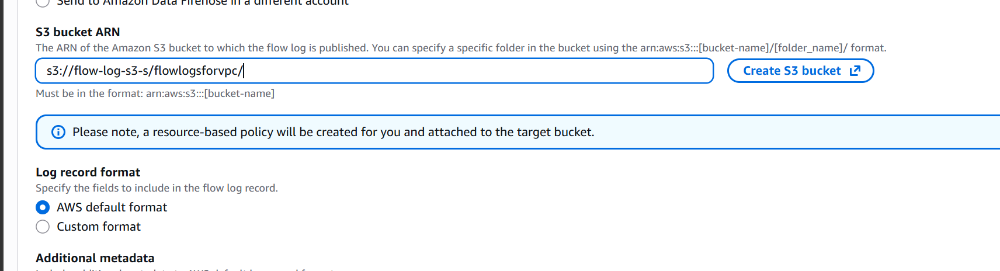 Send to Amazon Data Firehose in a different account
S3 bucket ARN
The ARN of the Amazon S3 bucket to which the flow log is published. You can specify a specific folder in the bucket using the arn:aws:s3:::[bucket-name]/[folder_name]/ format.
s3://flow-log-s3-s/flowlogsforvpc/
Create S3 bucket
Must be in the format: arn:aws:s3:::[bucket-name]
Please note, a resource-based policy will be created for you and attached to the target bucket.
Log record format
Specify the fields to include in the flow log record.
AWS default format
Custom format
Additional metadata